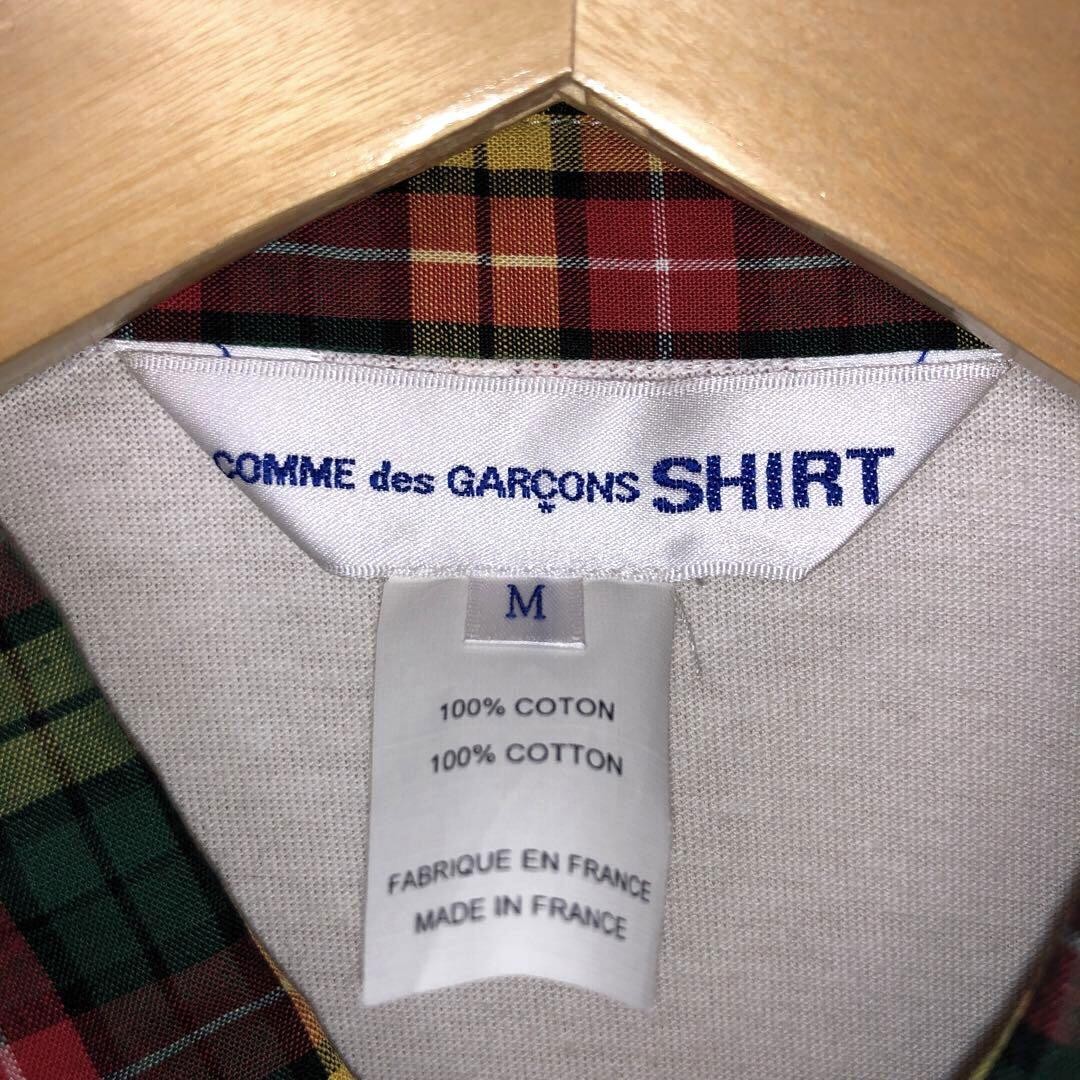 COMME des GARÇONS SHIRT
M
100% COTON
100% COTTON
FABRIQUE EN FRANCE
MADE IN FRANCE